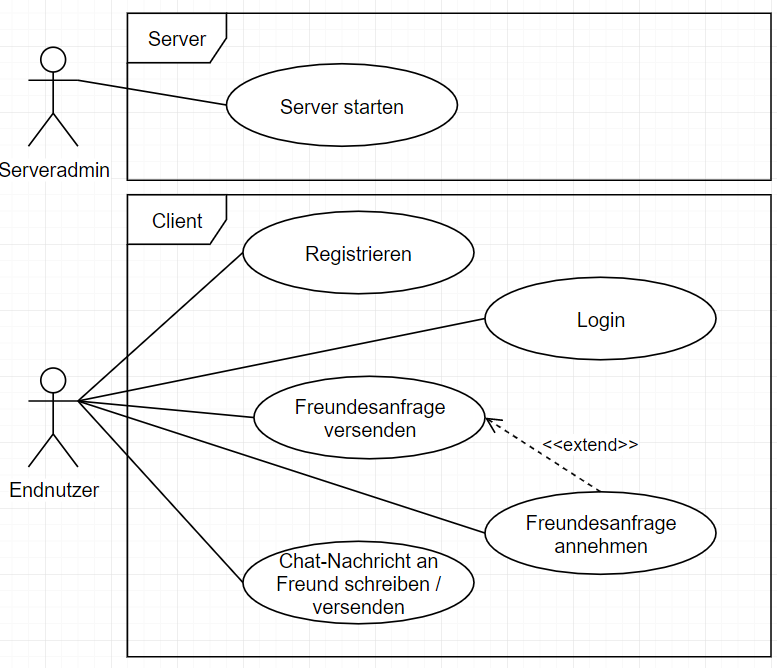 Server
Server starten
Serveradmin
Client
Registrieren
Login
Freundesanfrage
versenden
<<extend>>
Endnutzer
Freundesanfrage
annehmen
Chat-Nachricht an
Freund schreiben /
versenden